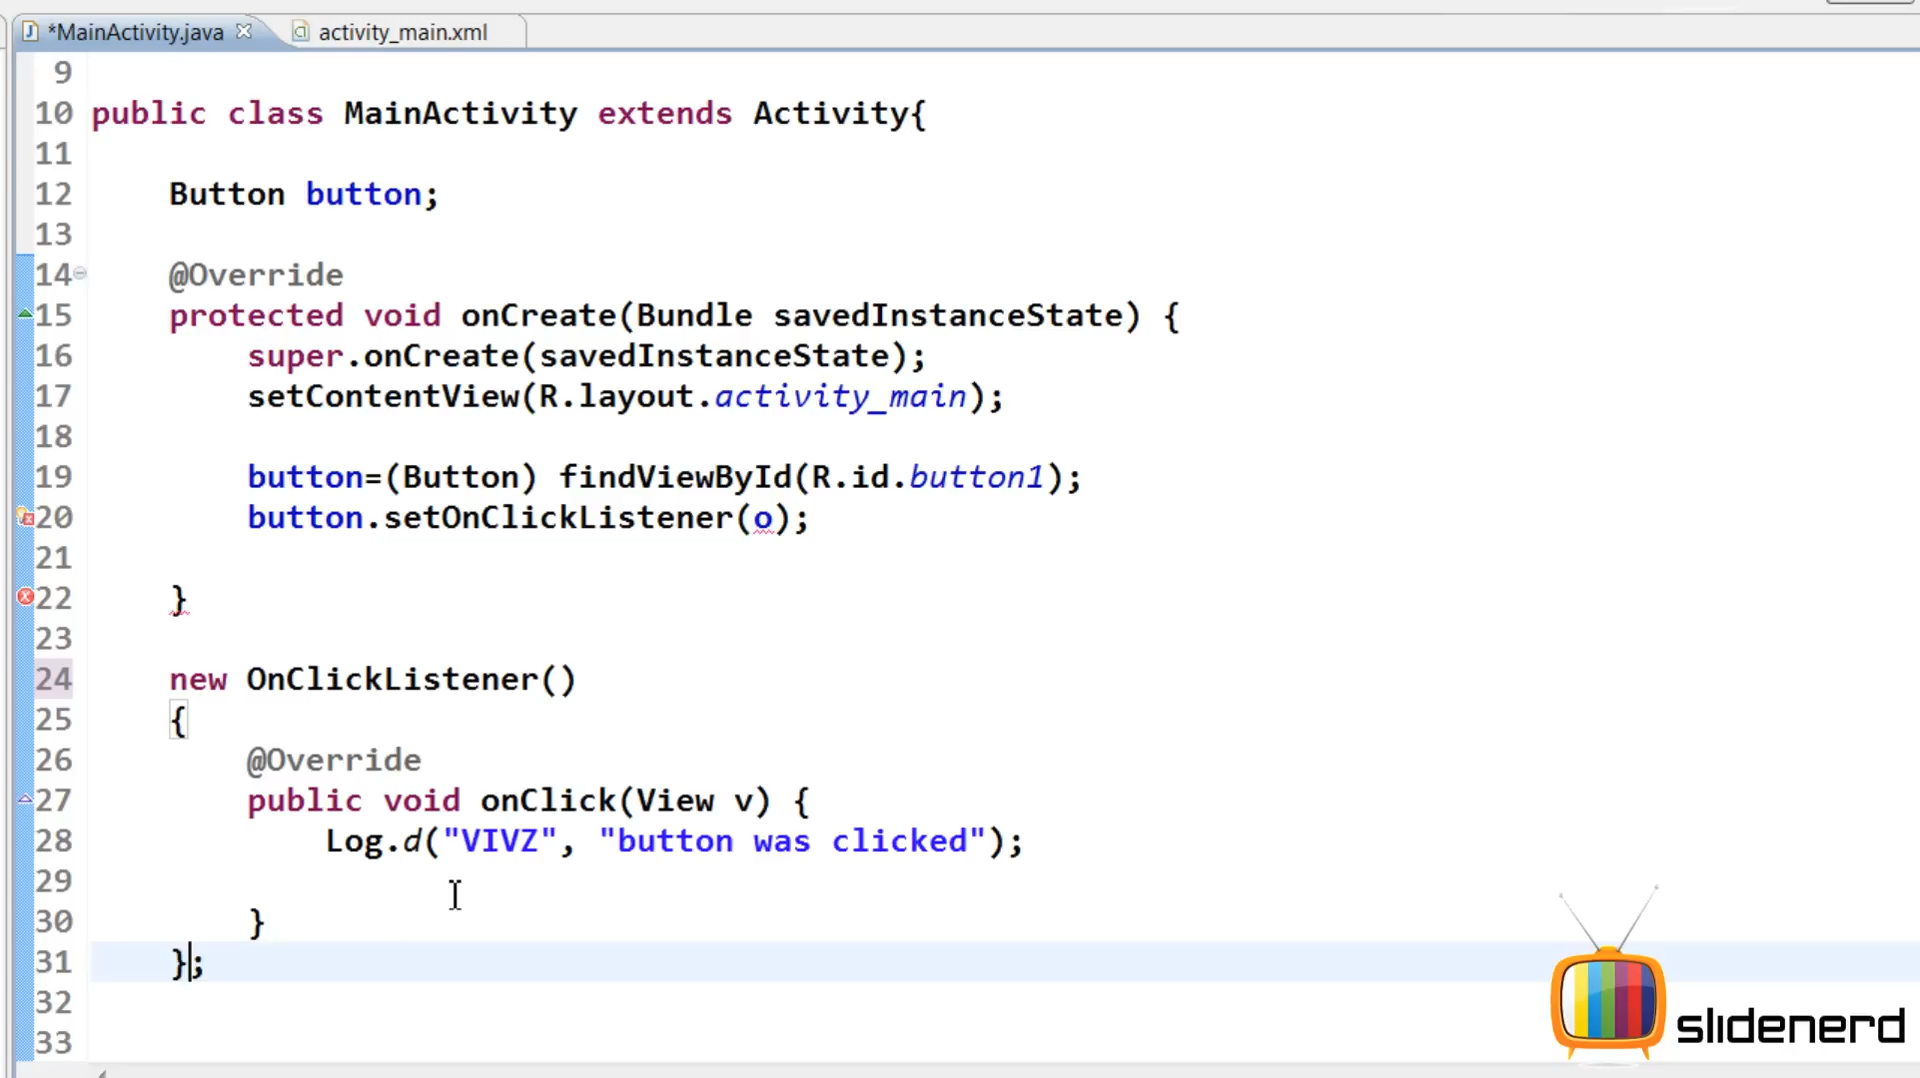 *MainActivity.java activity_main.xml
9
10 public class MainActivity extends Activity{
11
12 Button button;
13
14 @Override
15 protected void onCreate(Bundle savedInstanceState) {
16 super.onCreate(savedInstanceState);
17 setContentView(R.layout.activity_main);
18
19 button=(Button) findViewById(R.id.button1);
20 button.setOnClickListener(o);
21
22 }
23
24 new OnClickListener()
25 {
26 @Override
27 public void onClick(View v) {
28 Log.d("VIVZ", "button was clicked");
29
30 }
31 };
32
33
slidenerd